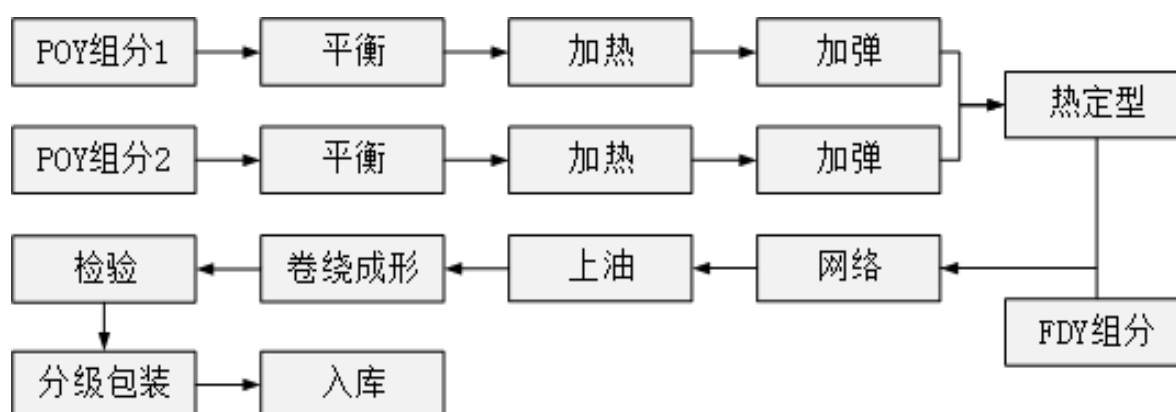 POY组分1
平衡
加热
加弹
热定型
POY组分2
平衡
加热
加弹
检验
卷绕成形
上油
网络
FDY组分
分级包装
入库